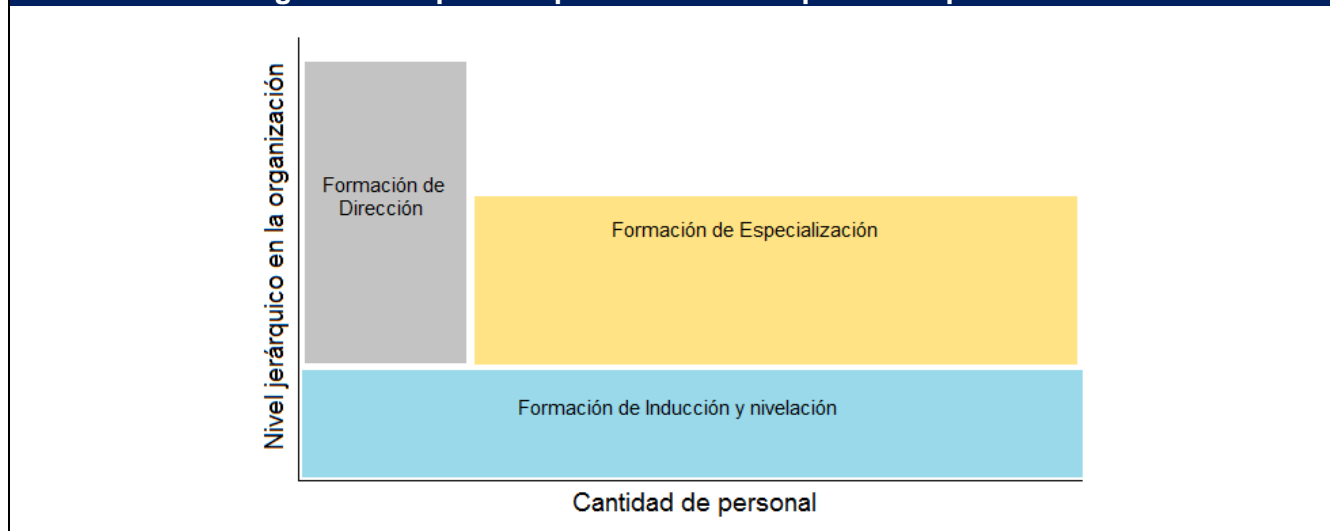 Nivel jerárquico en la organización
Formación de
Dirección
Formación de Especialización
Formación de Inducción y nivelación
Cantidad de personal